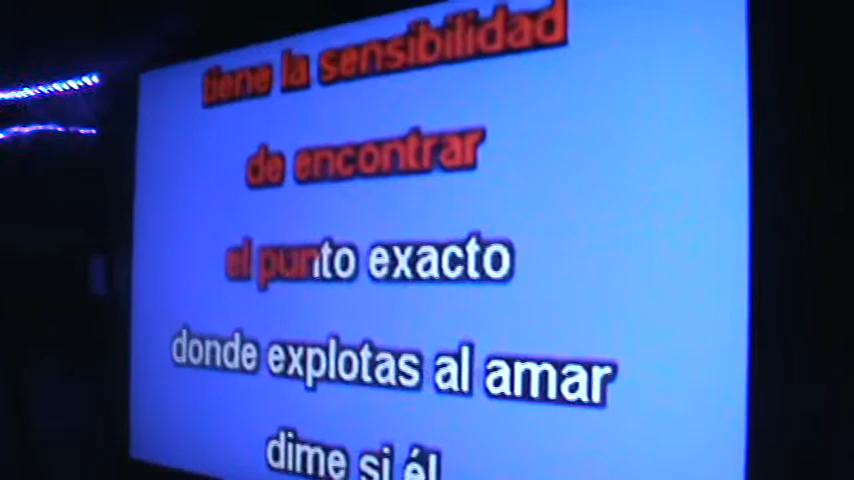 tiene la sensibilidad
de encontrar
el punto exacto
donde explotas al amar
dime si él